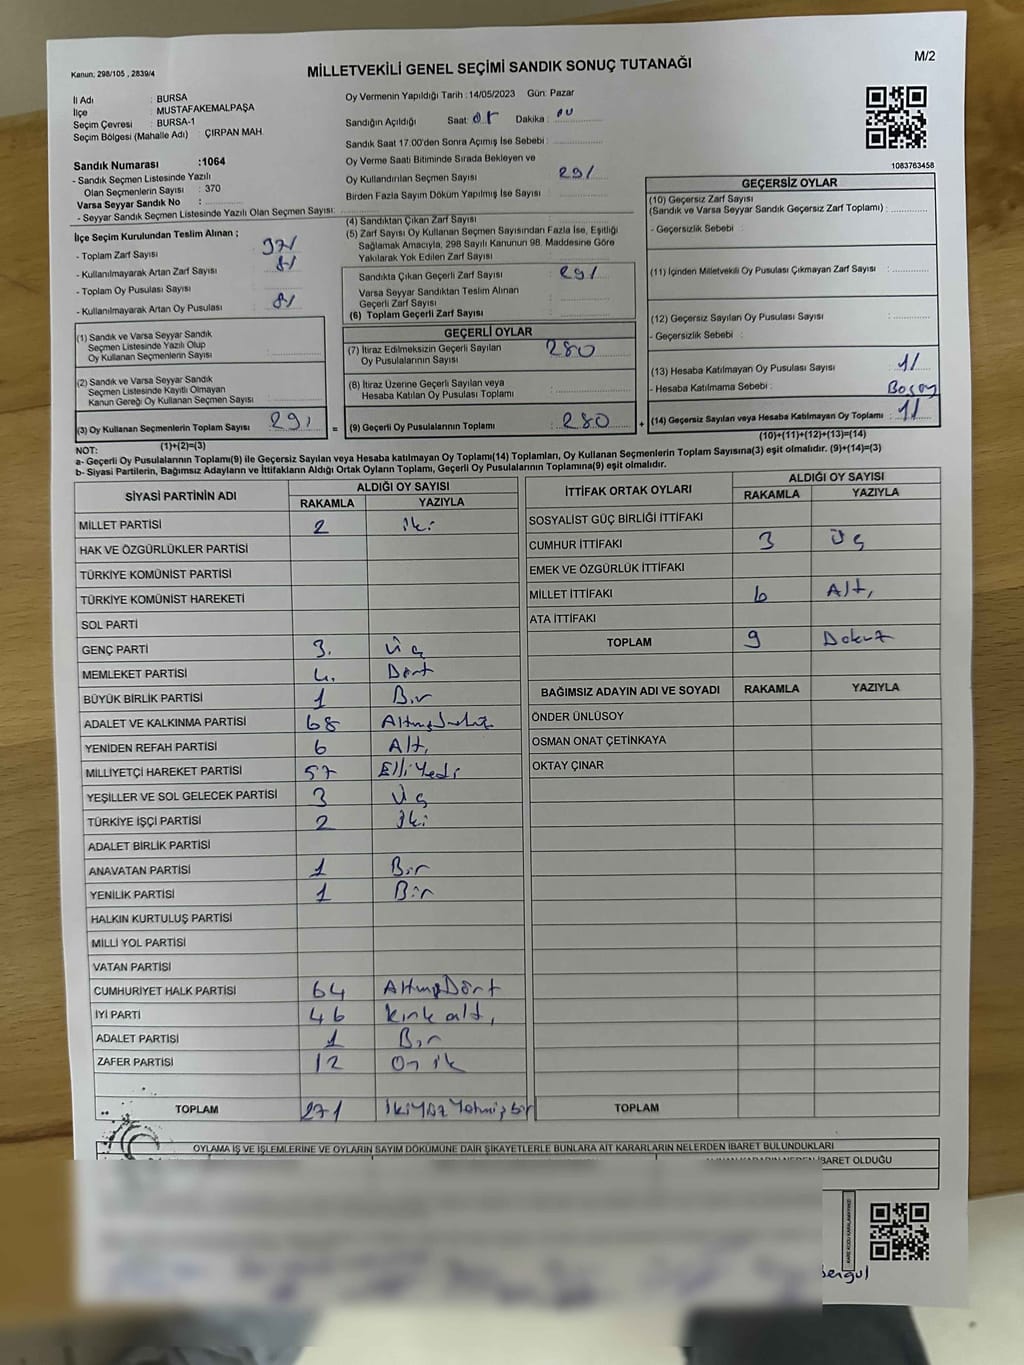 Kanun; 298/105 , 2839/4
MİLLETVEKİLİ GENEL SEÇİMİ SANDIK SONUÇ TUTANAĞI
M/2
İl Adı : BURSA
İlçe : MUSTAFAKEMALPAŞA
Seçim Çevresi : BURSA-1
Seçim Bölgesi (Mahalle Adı) : ÇIRPAN MAH.
Oy Vermenin Yapıldığı Tarih : 14/05/2023 Gün: Pazar
Sandığın Açıldığı Saat Dakika :
Sandık Saat 17.00'den Sonra Açımış İse Sebebi :
Sandık Numarası :1064
- Sandık Seçmen Listesinde Yazılı
Olan Seçmenlerin Sayısı : 370
Varsa Seyyar Sandık No :
- Seyyar Sandık Seçmen Listesinde Yazılı Olan Seçmen Sayısı:
Oy Verme Saati Bitiminde Sırada Bekleyen ve
Oy Kullandırılan Seçmen Sayısı : 291
Birden Fazla Sayım Döküm Yapılmış İse Sayısı :
1083763458
İlçe Seçim Kurulundan Teslim Alınan ;
- Toplam Zarf Sayısı :
- Kullanılmayarak Artan Zarf Sayısı : 81
- Toplam Oy Pusulası Sayısı :
- Kullanılmayarak Artan Oy Pusulası : 81
(4) Sandıktan Çıkan Zarf Sayısı :
(5) Zarf Sayısı Oy Kullanan Seçmen Sayısından Fazla İse, Eşitliği
Sağlamak Amacıyla, 298 Sayılı Kanunun 98. Maddesine Göre
Yakılarak Yok Edilen Zarf Sayısı :
Sandıkta Çıkan Geçerli Zarf Sayısı : 291
Varsa Seyyar Sandıktan Teslim Alınan
Geçerli Zarf Sayısı :
(6) Toplam Geçerli Zarf Sayısı :
GEÇERSİZ OYLAR
(10) Geçersiz Zarf Sayısı
(Sandık ve Varsa Seyyar Sandık Geçersiz Zarf Toplamı) :
- Geçersizlik Sebebi :
(11) İçinden Milletvekili Oy Pusulası Çıkmayan Zarf Sayısı :
(12) Geçersiz Sayılan Oy Pusulası Sayısı :
- Geçersizlik Sebebi :
(13) Hesaba Katılmayan Oy Pusulası Sayısı : 11
- Hesaba Katılmama Sebebi :
(14) Geçersiz Sayılan veya Hesaba Katılmayan Oy Toplamı : 11
(10)+(11)+(12)+(13)=(14)
(1) Sandık ve Varsa Seyyar Sandık
Seçmen Listesinde Yazılı Olup
Oy Kullanan Seçmenlerin Sayısı :
(2) Sandık ve Varsa Seyyar Sandık
Seçmen Listesinde Kayıtlı Olmayan
Kanun Gereği Oy Kullanan Seçmen Sayısı :
(3) Oy Kullanan Seçmenlerin Toplam Sayısı : 291
(1)+(2)=(3)
GEÇERLİ OYLAR
(7) İtiraz Edilmeksizin Geçerli Sayılan
Oy Pusulalarının Sayısı : 280
(8) İtiraz Üzerine Geçerli Sayılan veya
Hesaba Katılan Oy Pusulası Toplamı :
= (9) Geçerli Oy Pusulalarının Toplamı : 280 +
NOT:
a- Geçerli Oy Pusulalarının Toplamı(9) ile Geçersiz Sayılan veya Hesaba katılmayan Oy Toplamı(14) Toplamları, Oy Kullanan Seçmenlerin Toplam Sayısına(3) eşit olmalıdır. (9)+(14)=(3)
b- Siyasi Partilerin, Bağımsız Adayların ve İttifakların Aldığı Ortak Oyların Toplamı, Geçerli Oy Pusulalarının Toplamına(9) eşit olmalıdır.
SİYASİ PARTİNİN ADI ALDIĞI OY SAYISI
RAKAMLA YAZIYLA
MİLLET PARTİSİ 2 iki
HAK VE ÖZGÜRLÜKLER PARTİSİ
TÜRKİYE KOMÜNİST PARTİSİ
TÜRKİYE KOMÜNİST HAREKETİ
SOL PARTİ
GENÇ PARTİ 3. Üç
MEMLEKET PARTİSİ 4. Dört
BÜYÜK BİRLİK PARTİSİ 1 Bir
ADALET VE KALKINMA PARTİSİ 68 Altmışsekiz
YENİDEN REFAH PARTİSİ 6 Altı
MİLLİYETÇİ HAREKET PARTİSİ 57 Elli Yedi
YEŞİLLER VE SOL GELECEK PARTİSİ 3 Üç
TÜRKİYE İŞÇİ PARTİSİ 2 İki
ADALET BİRLİK PARTİSİ
ANAVATAN PARTİSİ 1 Bir
YENİLİK PARTİSİ 1 Bir
HALKIN KURTULUŞ PARTİSİ
MİLLİ YOL PARTİSİ
VATAN PARTİSİ
CUMHURİYET HALK PARTİSİ 64 AltmışDört
İYİ PARTİ 46 Kırk altı
ADALET PARTİSİ 1 Bir
ZAFER PARTİSİ 12 On iki
TOPLAM 271 İkiYüzYetmişbir
İTTİFAK ORTAK OYLARI ALDIĞI OY SAYISI
RAKAMLA YAZIYLA
SOSYALİST GÜÇ BİRLİĞİ İTTİFAKI
CUMHUR İTTİFAKI 3 Üç
EMEK VE ÖZGÜRLÜK İTTİFAKI
MİLLET İTTİFAKI 6 Altı
ATA İTTİFAKI
TOPLAM 9 Dokuz
BAĞIMSIZ ADAYIN ADI VE SOYADI RAKAMLA YAZIYLA
ÖNDER ÜNLÜSOY
OSMAN ONAT ÇETİNKAYA
OKTAY ÇINAR
TOPLAM
OYLAMA İŞ VE İŞLEMLERİNE VE OYLARIN SAYIM DÖKÜMÜNE DAİR ŞİKAYETLERLE BUNLARA AİT KARARLARIN NELERDEN İBARET BULUNDUKLARI
İBARET OLDUĞU